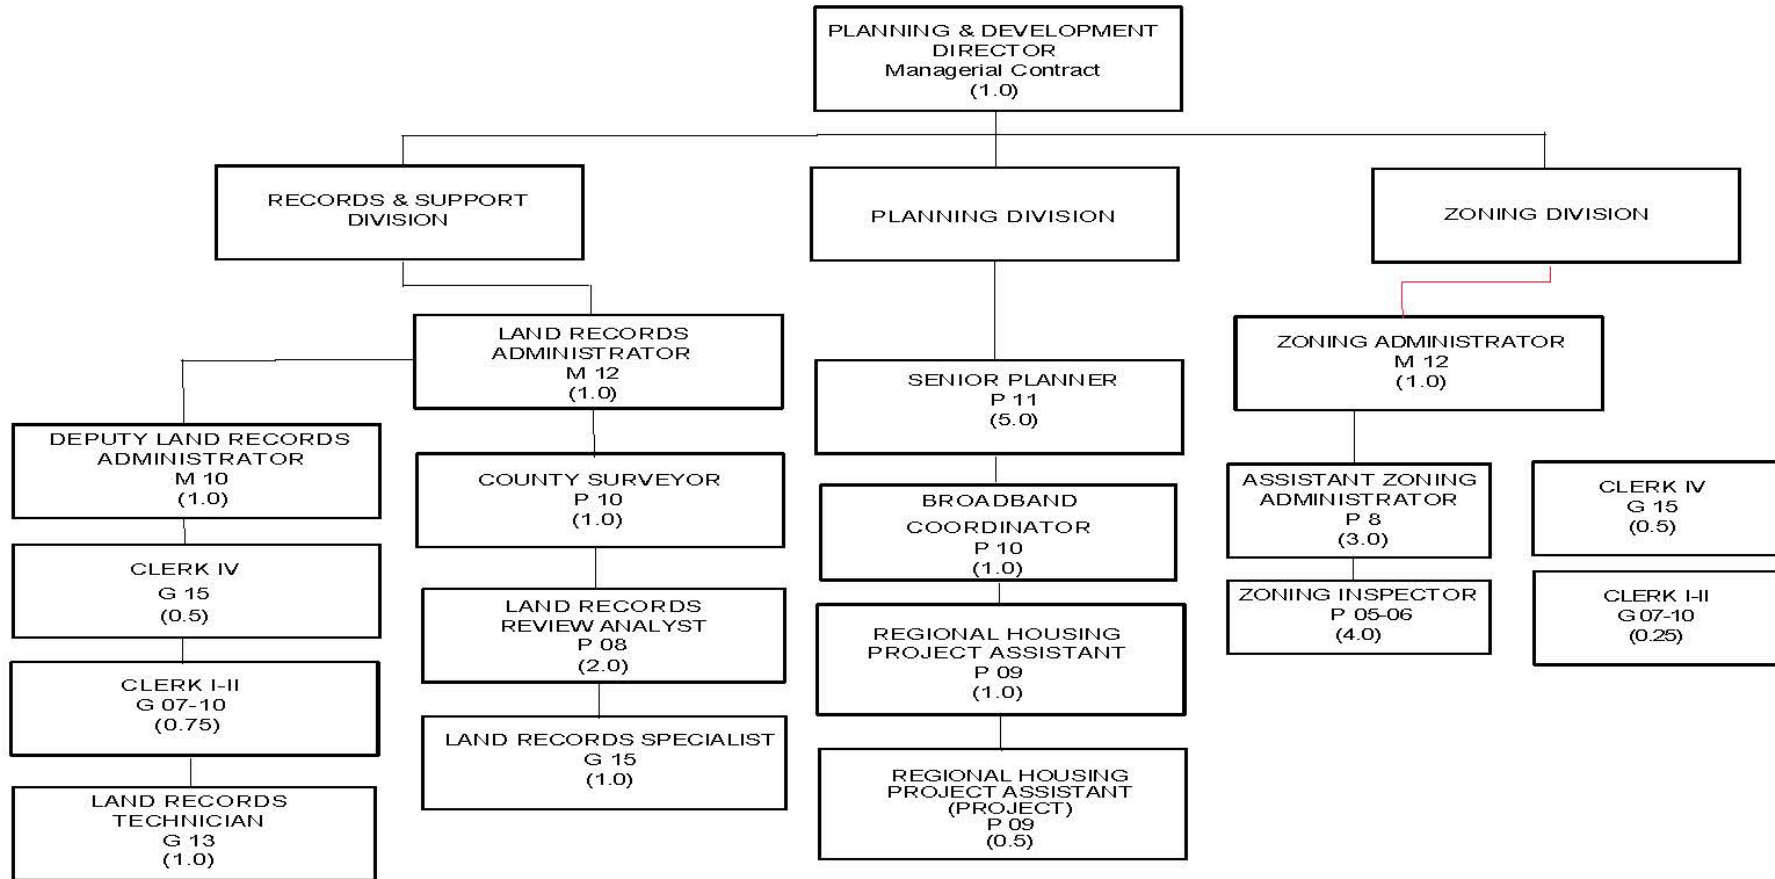 PLANNING & DEVELOPMENT
DIRECTOR
Managerial Contract
(1.0)
RECORDS & SUPPORT
DIVISION
PLANNING DIVISION
ZONING DIVISION
LAND RECORDS
ADMINISTRATOR
M 12
(1.0)
DEPUTY LAND RECORDS
ADMINISTRATOR
M 10
(1.0)
CLERK IV
G 15
(0.5)
CLERK I-II
G 07-10
(0.75)
LAND RECORDS
TECHNICIAN
G 13
(1.0)
COUNTY SURVEYOR
P 10
(1.0)
LAND RECORDS
REVIEW ANALYST
P 08
(2.0)
LAND RECORDS SPECIALIST
G 15
(1.0)
SENIOR PLANNER
P 11
(5.0)
BROADBAND
COORDINATOR
P 10
(1.0)
REGIONAL HOUSING
PROJECT ASSISTANT
P 09
(1.0)
REGIONAL HOUSING
PROJECT ASSISTANT
(PROJECT)
P 09
(0.5)
ZONING ADMINISTRATOR
M 12
(1.0)
ASSISTANT ZONING
ADMINISTRATOR
P 8
(3.0)
ZONING INSPECTOR
P 05-06
(4.0)
CLERK IV
G 15
(0.5)
CLERK I-II
G 07-10
(0.25)